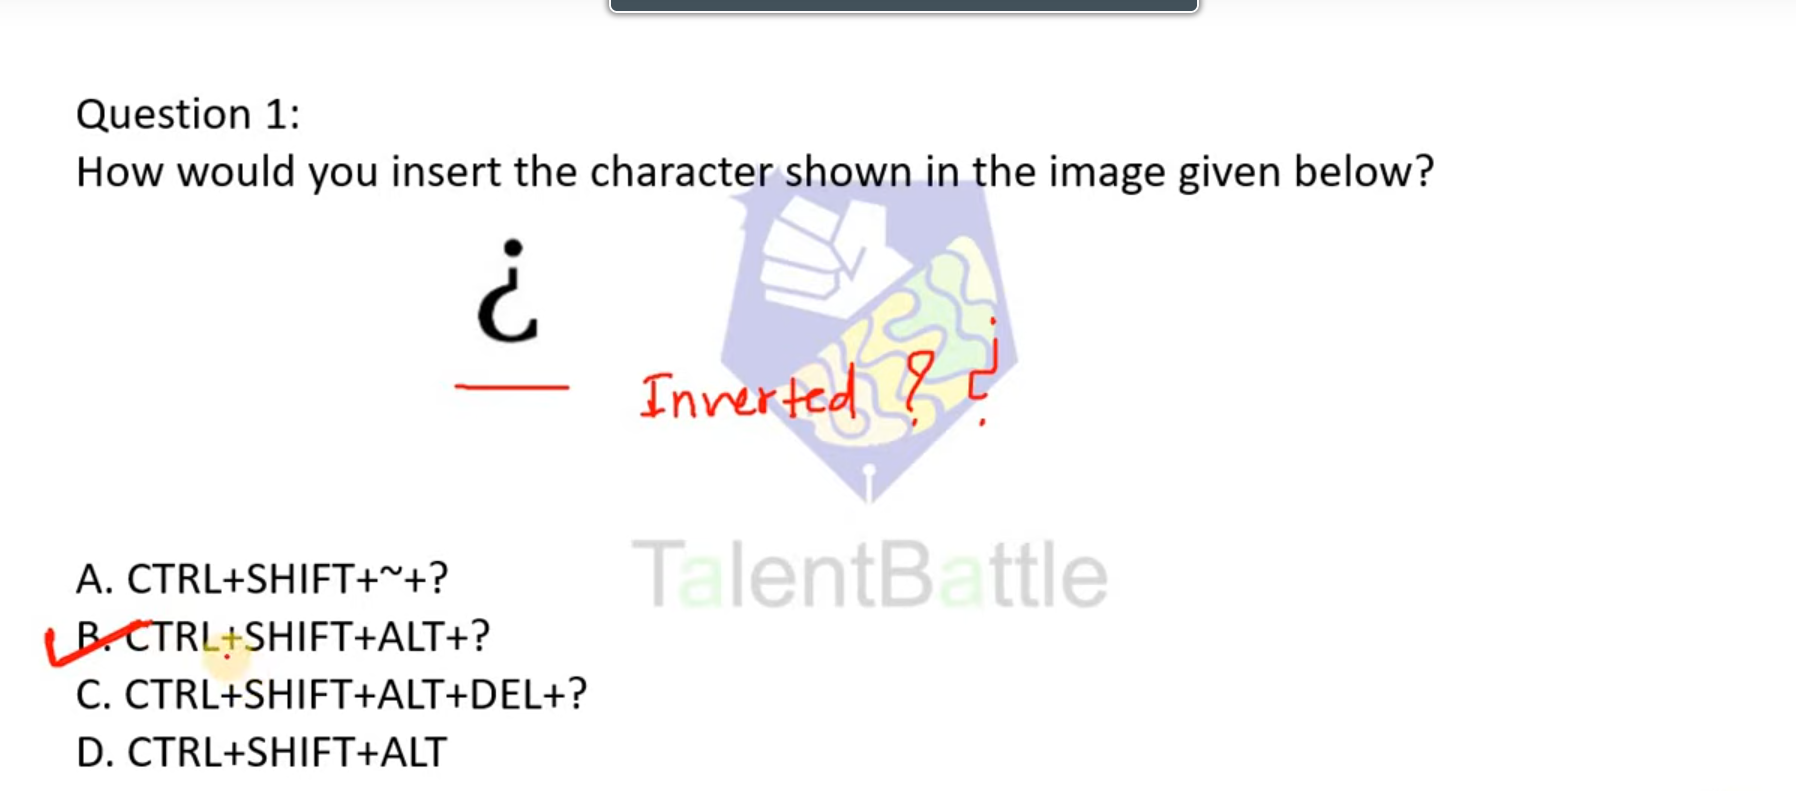 Question 1:
How would you insert the character shown in the image given below?
¿
Inverted ? ¿
TalentBattle
A. CTRL+SHIFT+~+?
B. CTRL+SHIFT+ALT+?
C. CTRL+SHIFT+ALT+DEL+?
D. CTRL+SHIFT+ALT